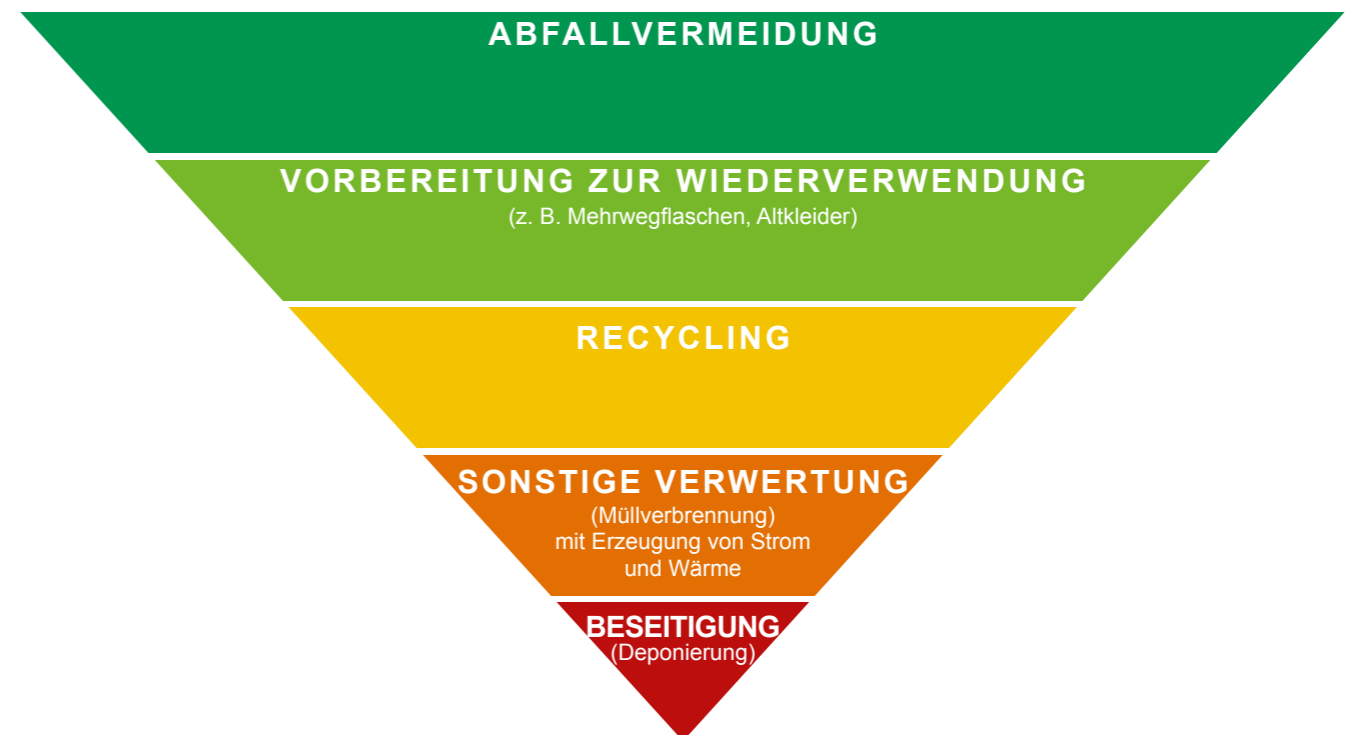 ABFALLVERMEIDUNG
VORBEREITUNG ZUR WIEDERVERWENDUNG
(z. B. Mehrwegflaschen, Altkleider)
RECYCLING
SONSTIGE VERWERTUNG
(Müllverbrennung)
mit Erzeugung von Strom
und Wärme
BESEITIGUNG
(Deponierung)